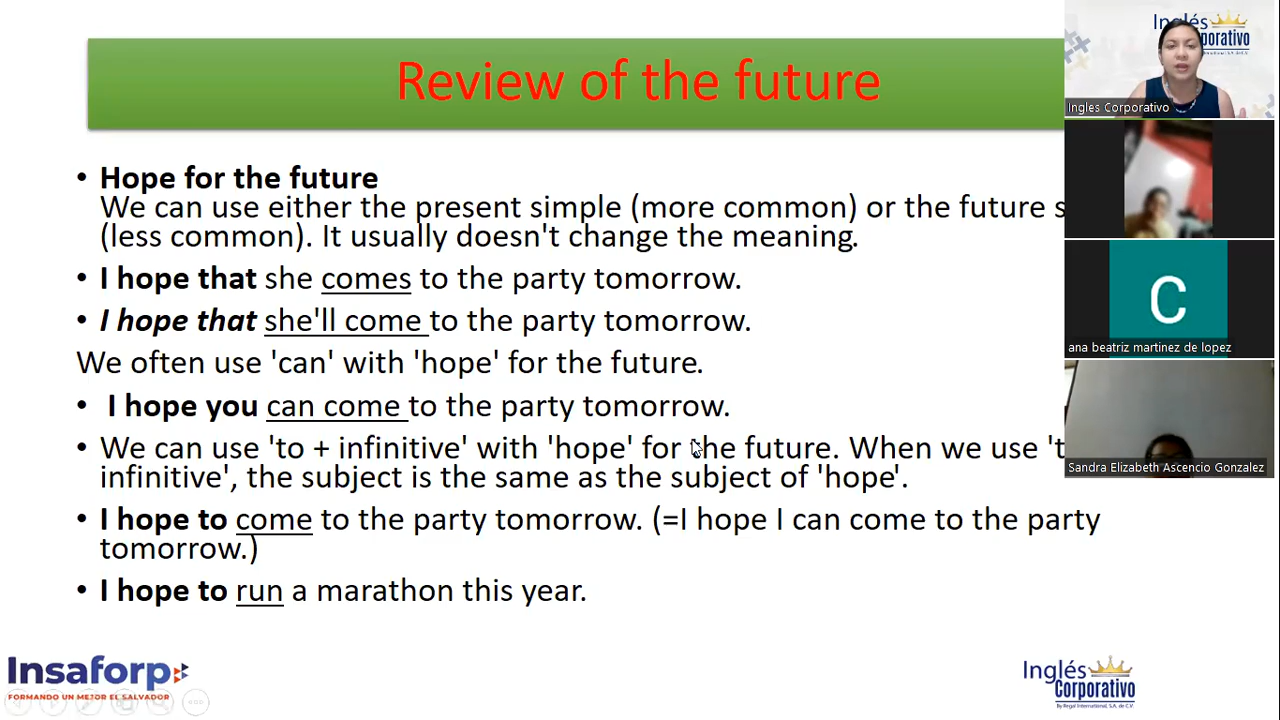 Review of the future
Hope for the future
We can use either the present simple (more common) or the future s
(less common). It usually doesn't change the meaning.
I hope that she comes to the party tomorrow.
I hope that she'll come to the party tomorrow.
We often use 'can' with 'hope' for the future.
I hope you can come to the party tomorrow.
We can use 'to + infinitive' with 'hope' for the future. When we use 't
infinitive', the subject is the same as the subject of 'hope'.
I hope to come to the party tomorrow. (=I hope I can come to the party
tomorrow.)
I hope to run a marathon this year.
Insaforp
FORMANDO UN MEJOR EL SALVADOR
Inglés
Corporativo
By Regal International, S.A. de C.V.
Inglés
porativo
Ingles Corporativo
C
ana beatriz martinez de lopez
Sandra Elizabeth Ascencio Gonzalez